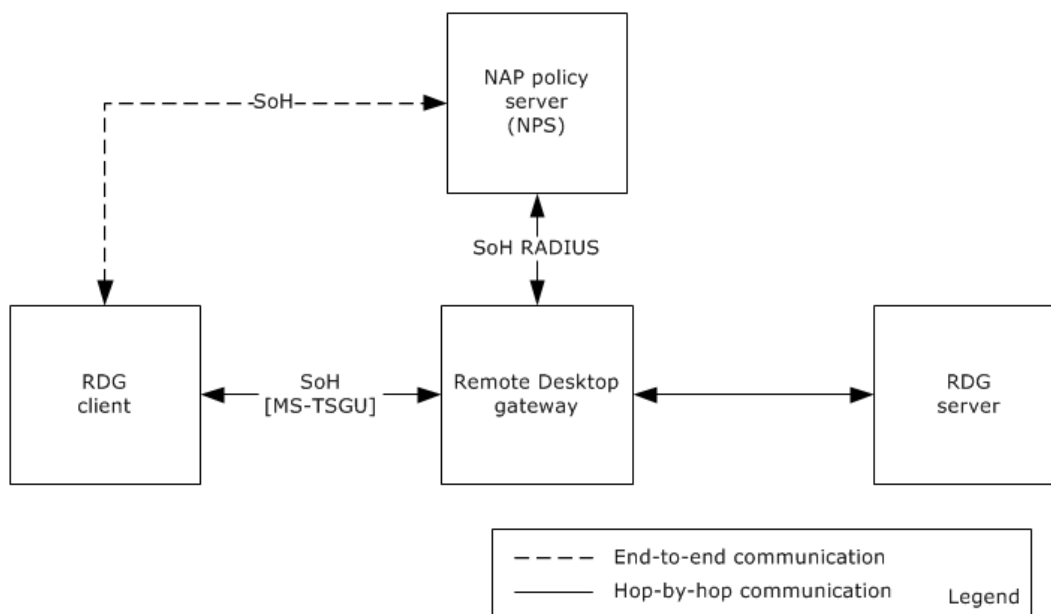 NAP policy
server
(NPS)
SoH
SoH RADIUS
RDG
client
SoH
[MS-TSGU]
Remote Desktop
gateway
RDG
server
End-to-end communication
Hop-by-hop communication
Legend